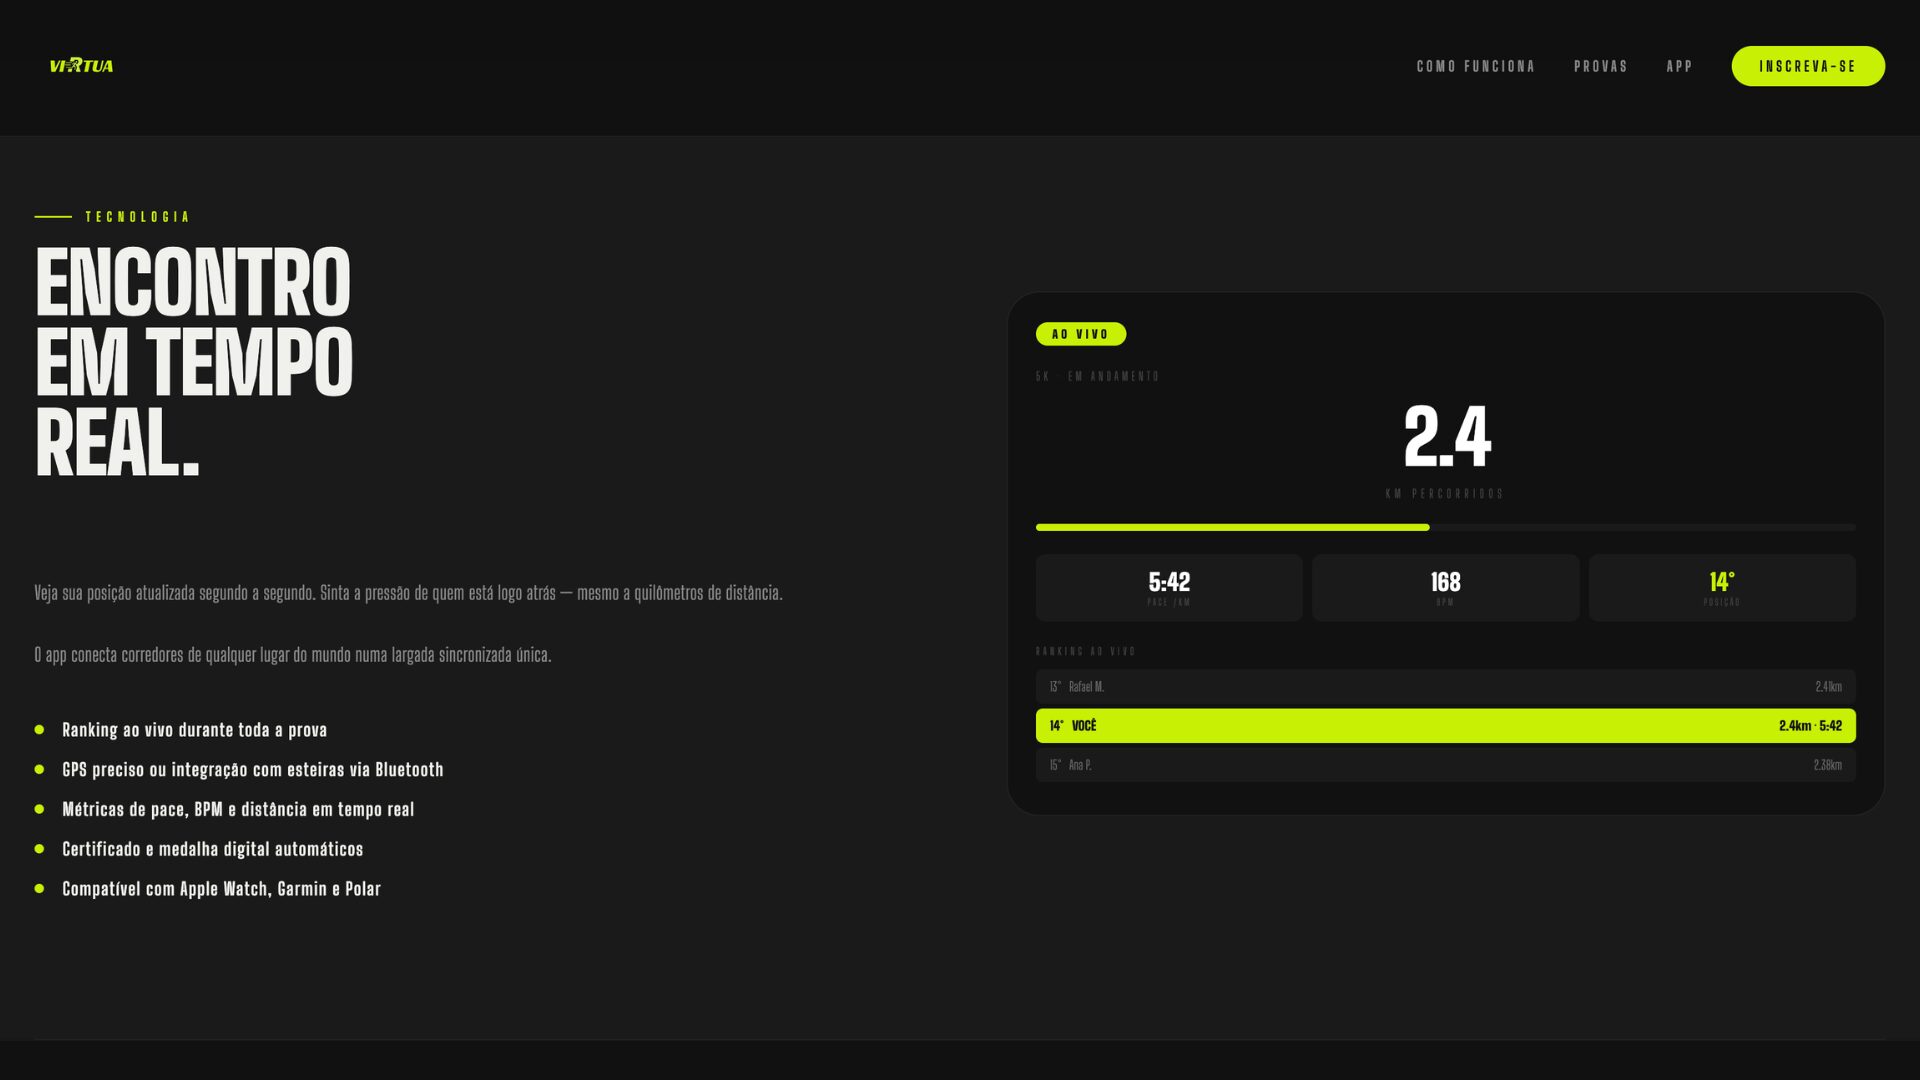 VIRTUA
COMO FUNCIONA
PROVAS
APP
INSCREVA-SE
TECNOLOGIA
ENCONTRO
EM TEMPO
REAL.
Veja sua posição atualizada segundo a segundo. Sinta a pressão de quem está logo atrás — mesmo a quilômetros de distância.
O app conecta corredores de qualquer lugar do mundo numa largada sincronizada única.
Ranking ao vivo durante toda a prova
GPS preciso ou integração com esteiras via Bluetooth
Métricas de pace, BPM e distância em tempo real
Certificado e medalha digital automáticos
Compatível com Apple Watch, Garmin e Polar
AO VIVO
5K · EM ANDAMENTO
2.4
KM PERCORRIDOS
5:42
PACE /KM
168
BPM
14°
POSIÇÃO
RANKING AO VIVO
13° Rafael M. 2.41km
14° VOCÊ 2.4km · 5:42
15° Ana P. 2.38km